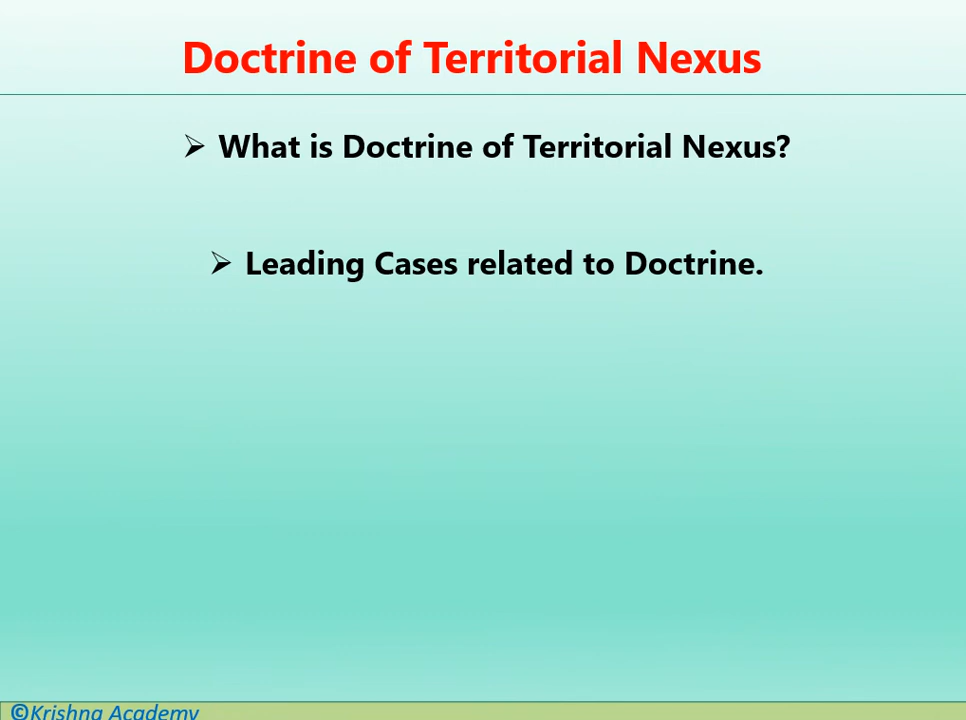 Doctrine of Territorial Nexus
➢ What is Doctrine of Territorial Nexus?
➢ Leading Cases related to Doctrine.
©Krishna Academy